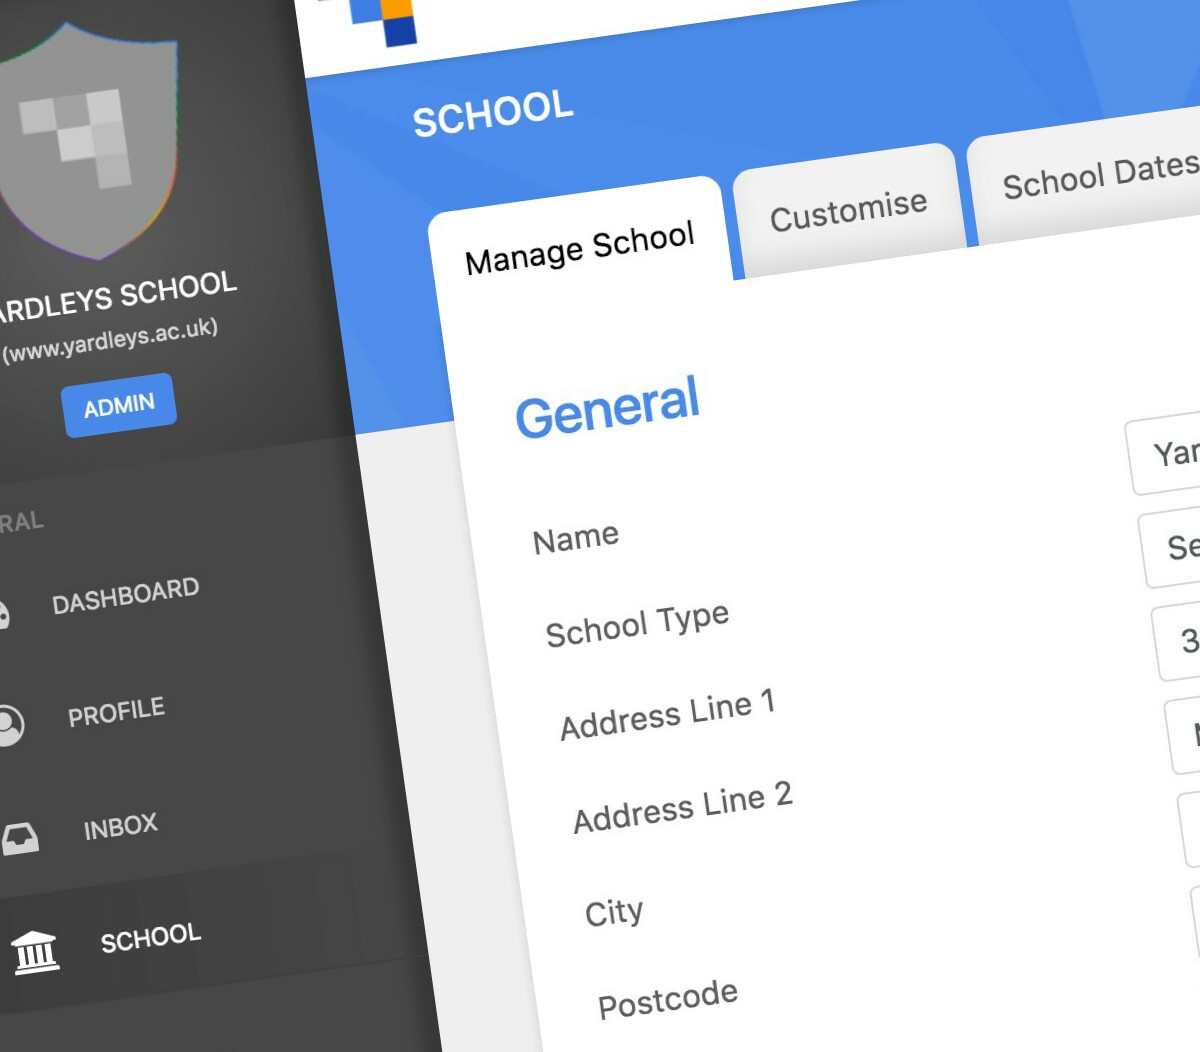 ARDLEYS SCHOOL
(www.yardleys.ac.uk)
ADMIN
RAL
DASHBOARD
PROFILE
INBOX
SCHOOL
SCHOOL
Manage School
Customise
School Dates
General
Name
Yar
School Type
Se
Address Line 1
3
Address Line 2
City
Postcode